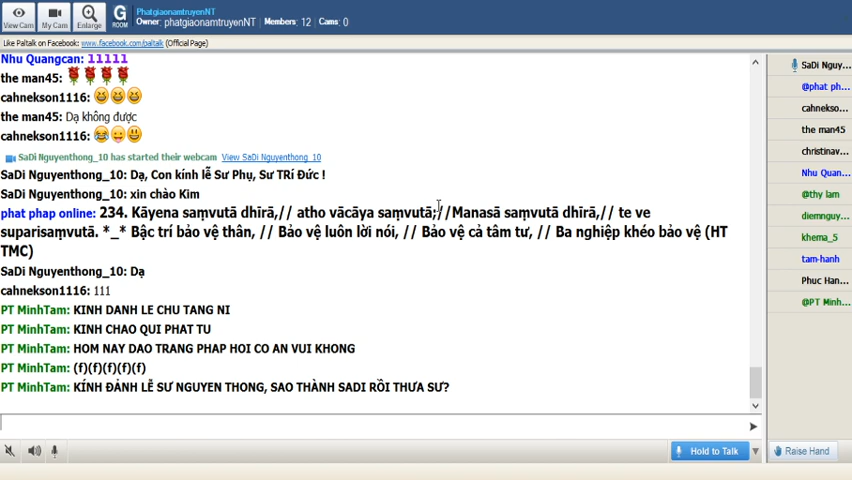 PhatgiaonamtruyenNT
Owner: phatgiaonamtruyenNT Members: 12 Cams: 0
View Cam My Cam Enlarge G ROOM
Like Paltalk on Facebook: www.facebook.com/paltalk (Official Page)
Nhu Quangcan: 11111
the man45:
cahnekson1116:
the man45: Dạ không được
cahnekson1116:
SaDi Nguyenthong_10 has started their webcam View SaDi Nguyenthong_10
SaDi Nguyenthong_10: Dạ, Con kính lễ Sư Phụ, Sư TRí Đức !
SaDi Nguyenthong_10: xin chào Kim
phat phap online: 234. Kāyena saṃvutā dhīrā,// atho vācāya saṃvutā;//Manasā saṃvutā dhīrā,// te ve
suparisaṃvutā. *_* Bậc trí bảo vệ thân, // Bảo vệ luôn lời nói, // Bảo vệ cả tâm tư, // Ba nghiệp khéo bảo vệ (HT
TMC)
SaDi Nguyenthong_10: Dạ
cahnekson1116: 111
PT MinhTam: KINH DANH LE CHU TANG NI
PT MinhTam: KINH CHAO QUI PHAT TU
PT MinhTam: HOM NAY DAO TRANG PHAP HOI CO AN VUI KHONG
PT MinhTam: (f)(f)(f)(f)(f)
PT MinhTam: KÍNH ĐẢNH LỄ SƯ NGUYEN THONG, SAO THÀNH SADI RỒI THƯA SƯ?
SaDi Nguy...
@phat ph...
cahnekso...
the man45
christinav...
Nhu Quan...
@thy lam
diemnguy...
khema_5
tam-hanh
Phuc Han...
@PT Minh...
Hold to Talk
Raise Hand